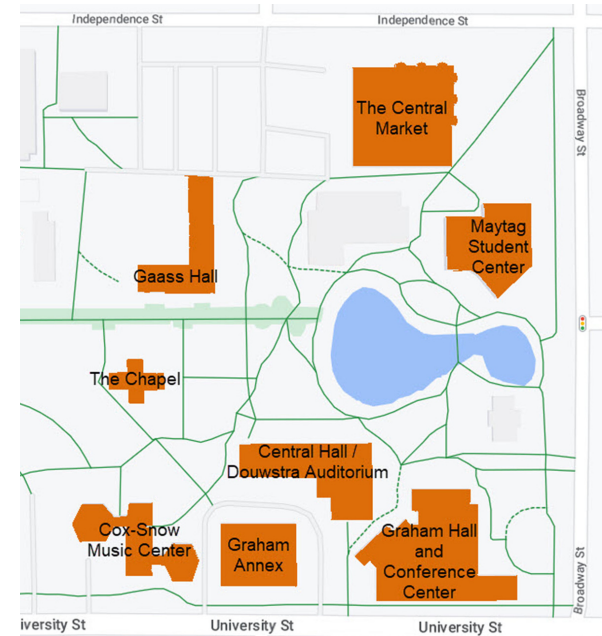 Independence St
Independence St
The Central
Market
Broadway St
Maytag
Student
Center
Gaass Hall
The Chapel
Central Hall /
Douwstra Auditorium
Cox-Snow
Music Center
Graham
Annex
Graham Hall
and
Conference
Center
Broadway St
iversity St
University St
University St